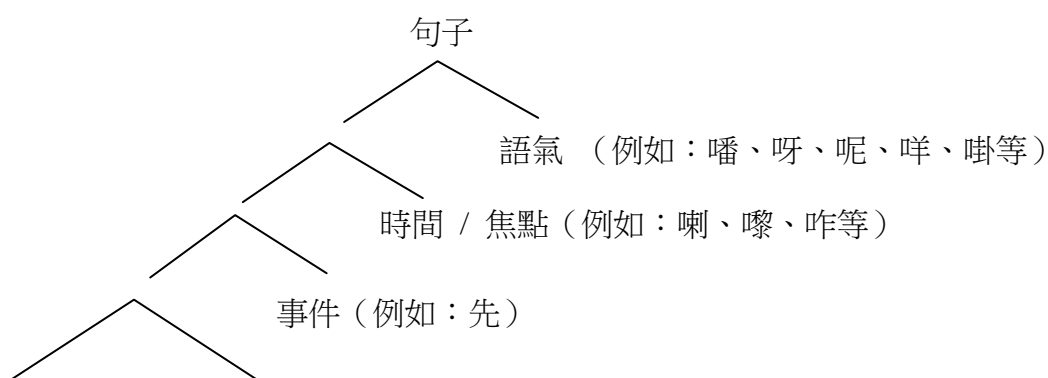 句子
語氣 （例如：噃、呀、呢、咩、啩等）
時間 / 焦點（例如：喇、嚟、咋等）
事件（例如：先）